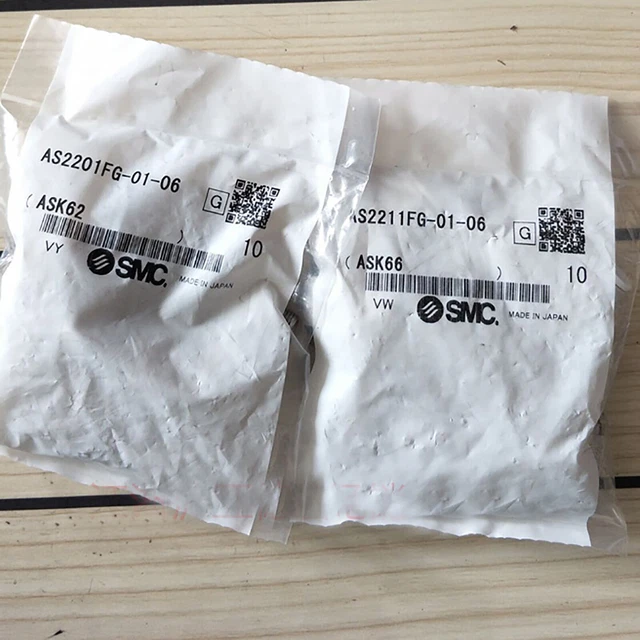 AS2201FG-01-06
G
( ASK62 )
10
VY
SMC.
MADE IN JAPAN
AS2211FG-01-06
G
( ASK66 )
10
VW
SMC.
MADE IN JAPAN